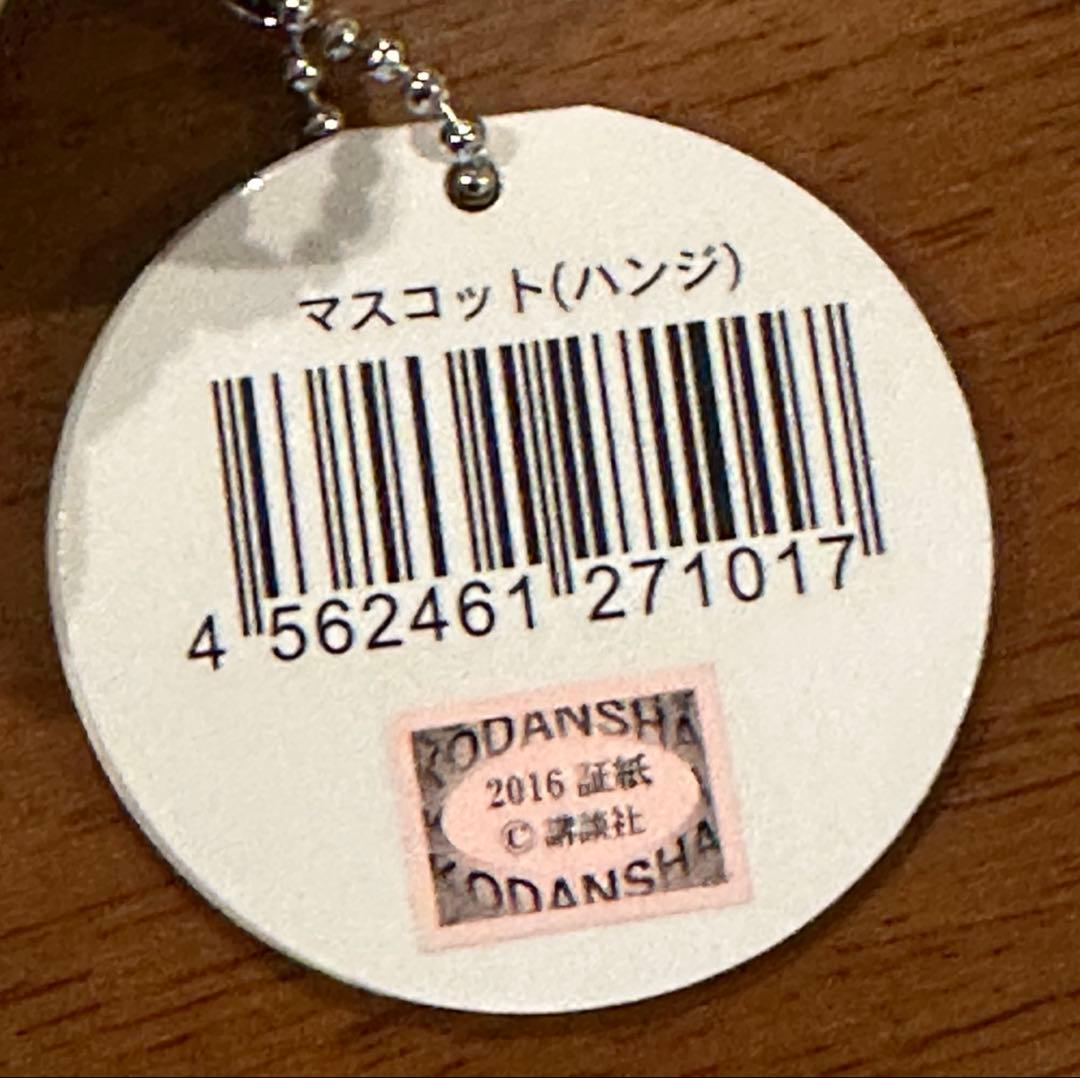 マスコット(ハンジ)
4 562461 271017
KODANSHA
2016 証紙
© 講談社
KODANSHA